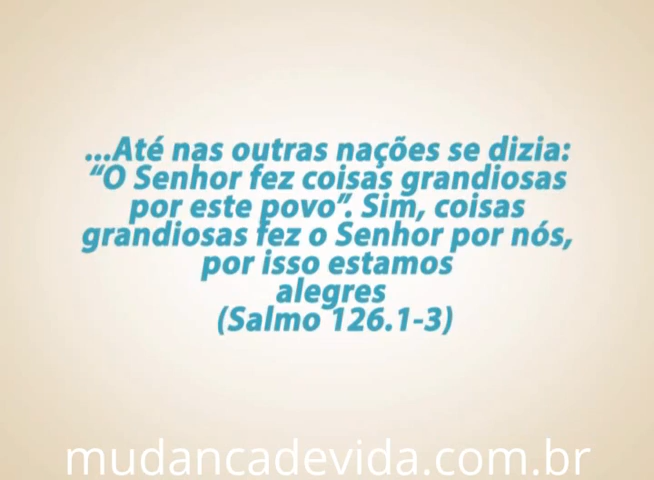 ...Até nas outras nações se dizia:
“O Senhor fez coisas grandiosas
por este povo”. Sim, coisas
grandiosas fez o Senhor por nós,
por isso estamos
alegres
(Salmo 126.1-3)
mudancadevida.com.br